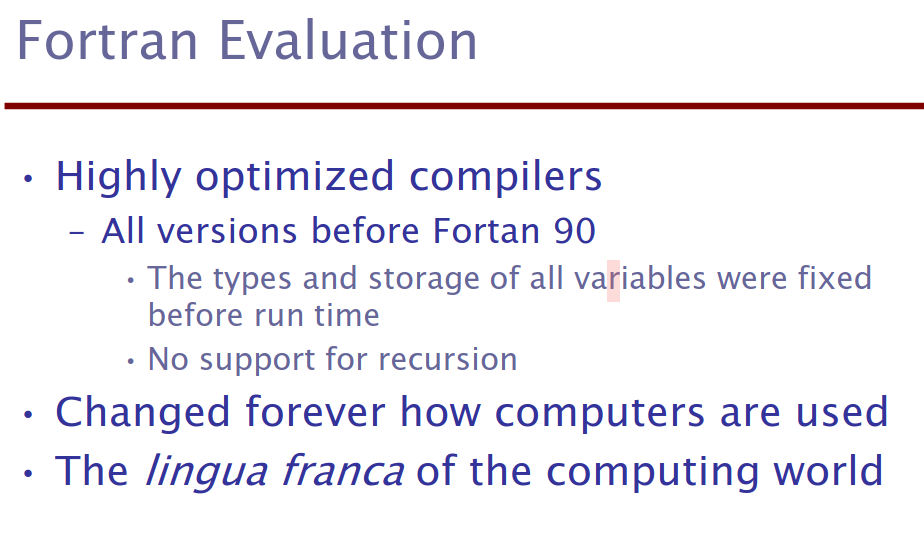 Fortran Evaluation
• Highly optimized compilers
– All versions before Fortan 90
• The types and storage of all variables were fixed
before run time
• No support for recursion
• Changed forever how computers are used
• The lingua franca of the computing world